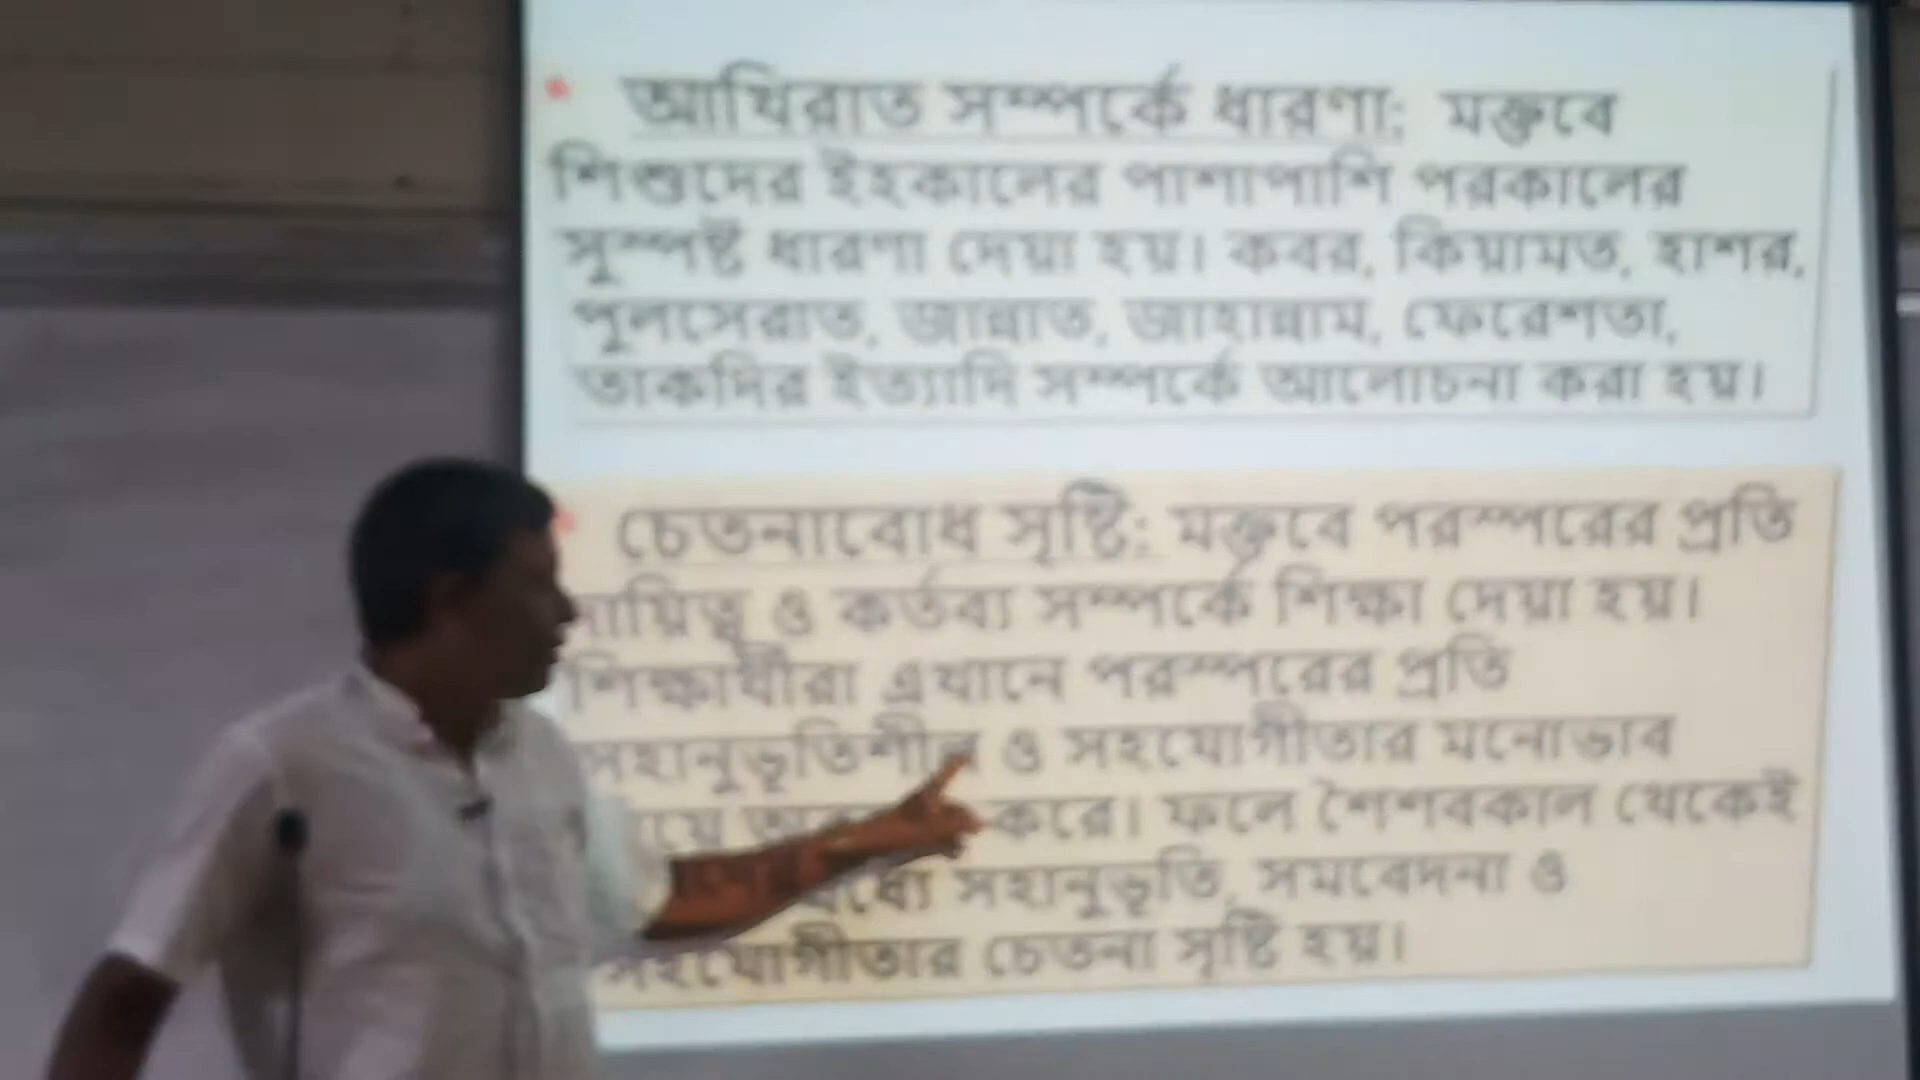 আখিরাত সম্পর্কে ধারণা: মক্তবে
শিশুদের ইহকালের পাশাপাশি পরকালের
সুস্পষ্ট ধারণা দেয়া হয়। কবর, কিয়ামত, হাশর,
পুলসেরাত, জান্নাত, জাহান্নাম, ফেরেশতা,
তাকদির ইত্যাদি সম্পর্কে আলোচনা করা হয়।
চেতনাবোধ সৃষ্টি: মক্তবে পরস্পরের প্রতি
ও কর্তব্য সম্পর্কে শিক্ষা দেয়া হয়।
শিক্ষার্থীরা এখানে পরস্পরের প্রতি
সহানুভূতিশীল ও সহযোগীতার মনোভাব
করে। ফলে শৈশবকাল থেকেই
সহানুভূতি, সমবেদনা ও
সহযোগীতার চেতনা সৃষ্টি হয়।